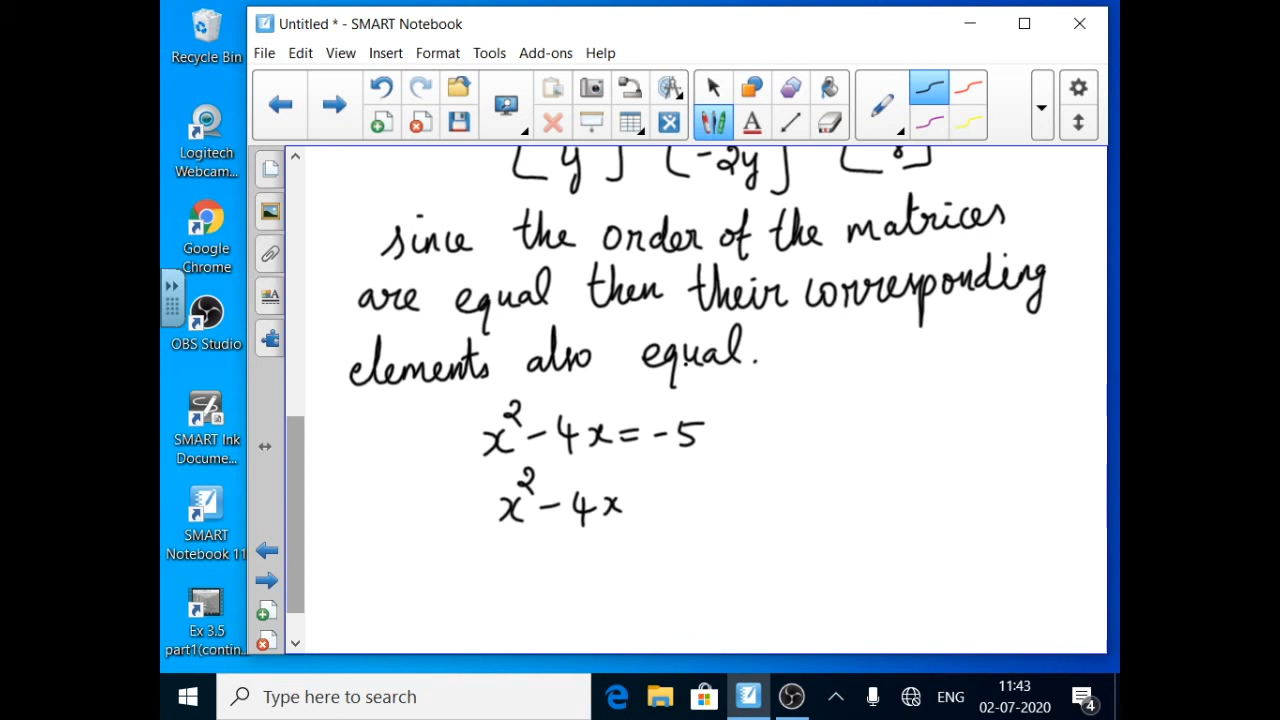 Recycle Bin
Logitech
Webcam...
Google
Chrome
OBS Studio
SMART Ink
Docume...
SMART
Notebook 11
Ex 3.5
part1(contin...
Untitled * - SMART Notebook
File Edit View Insert Format Tools Add-ons Help
[y] [-2y]
since the order of the matrices
are equal then their corresponding
elements also equal.
x² - 4x = -5
x² - 4x
Type here to search
ENG
11:43
02-07-2020
4